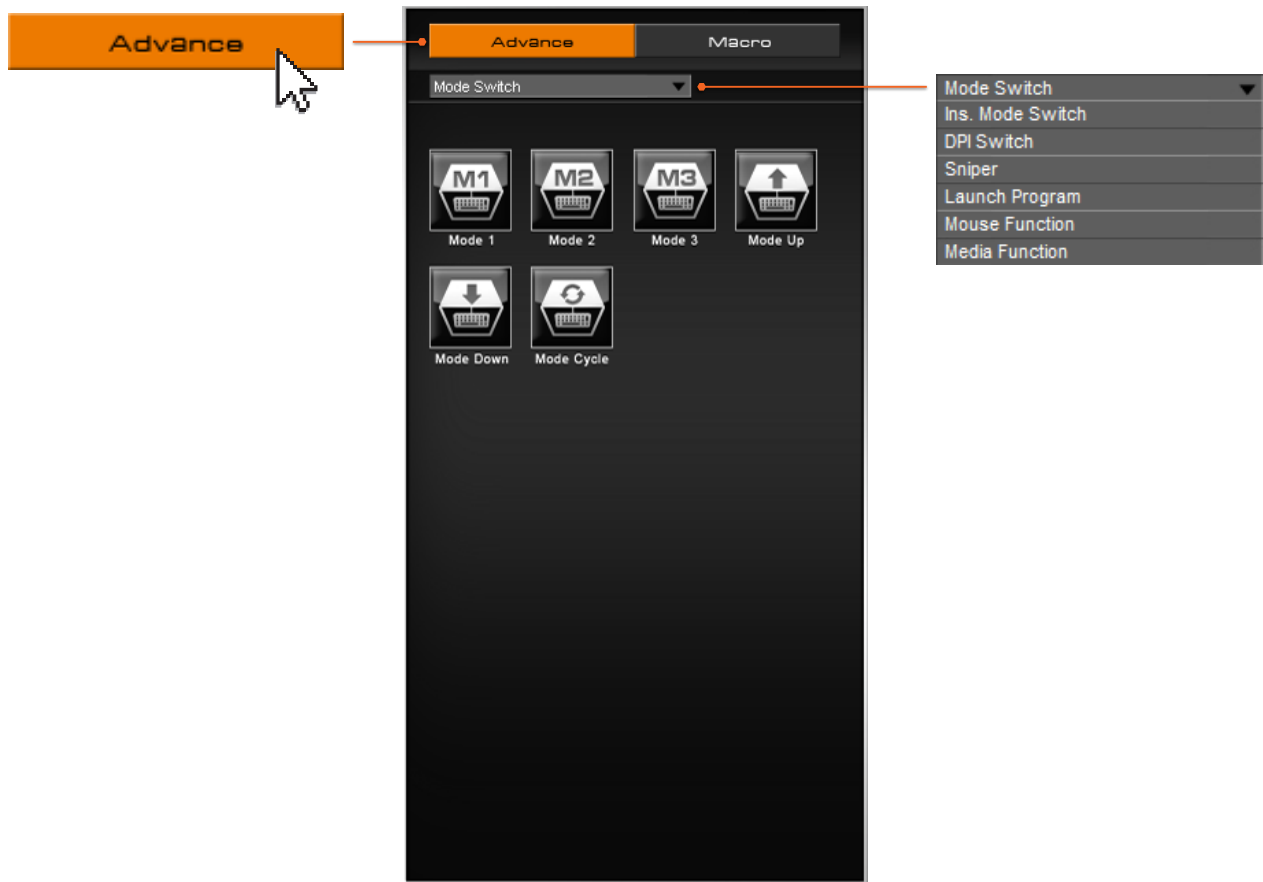 Advance
Advance Macro
Mode Switch
M1 M2 M3
Mode 1 Mode 2 Mode 3 Mode Up
Mode Down Mode Cycle
Mode Switch
Ins. Mode Switch
DPI Switch
Sniper
Launch Program
Mouse Function
Media Function